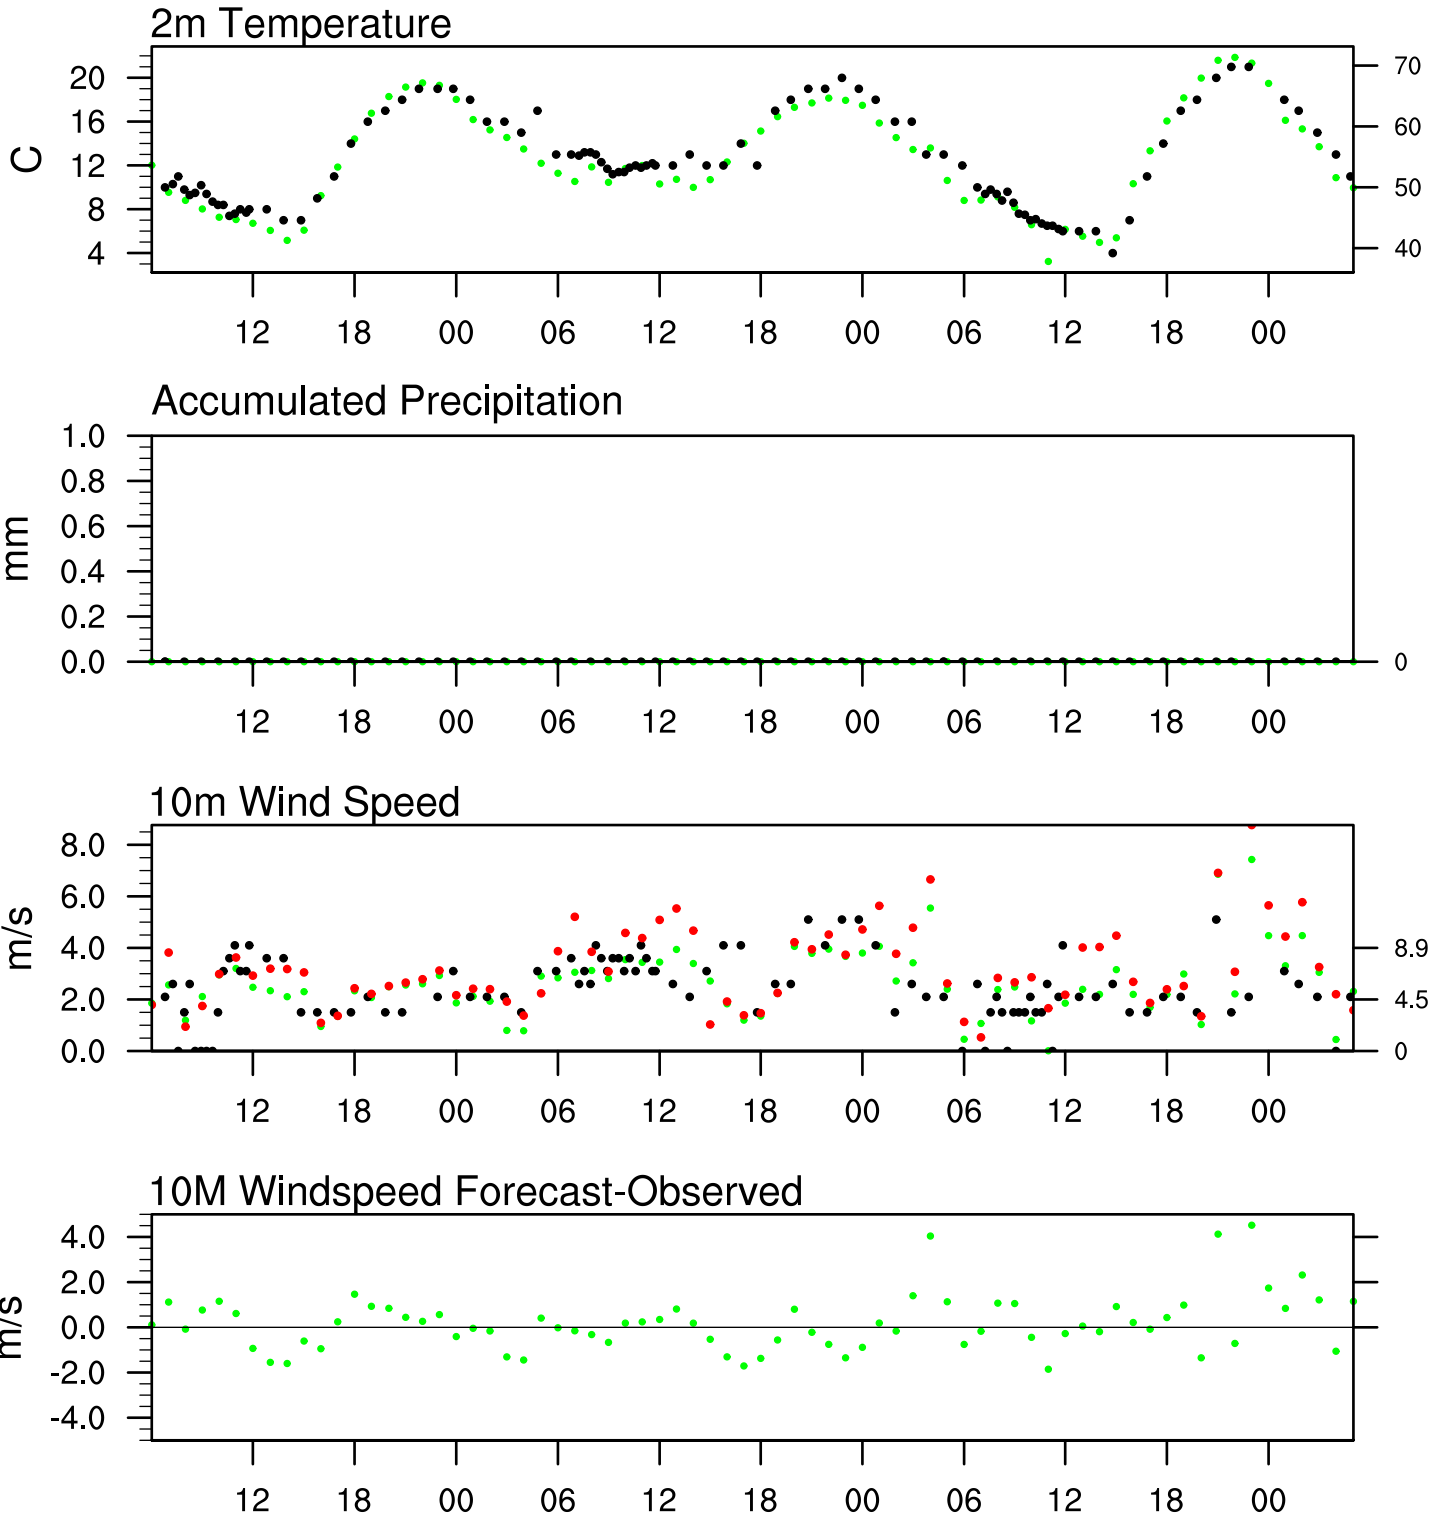 2m Temperature
20
16
12
8
4
C
70
60
50
40
12 18 00 06 12 18 00 06 12 18 00
Accumulated Precipitation
1.0
0.8
0.6
0.4
0.2
0.0
mm
0
12 18 00 06 12 18 00 06 12 18 00
10m Wind Speed
8.0
6.0
4.0
2.0
0.0
m/s
8.9
4.5
0
12 18 00 06 12 18 00 06 12 18 00
10M Windspeed Forecast-Observed
4.0
2.0
0.0
-2.0
-4.0
m/s
12 18 00 06 12 18 00 06 12 18 00